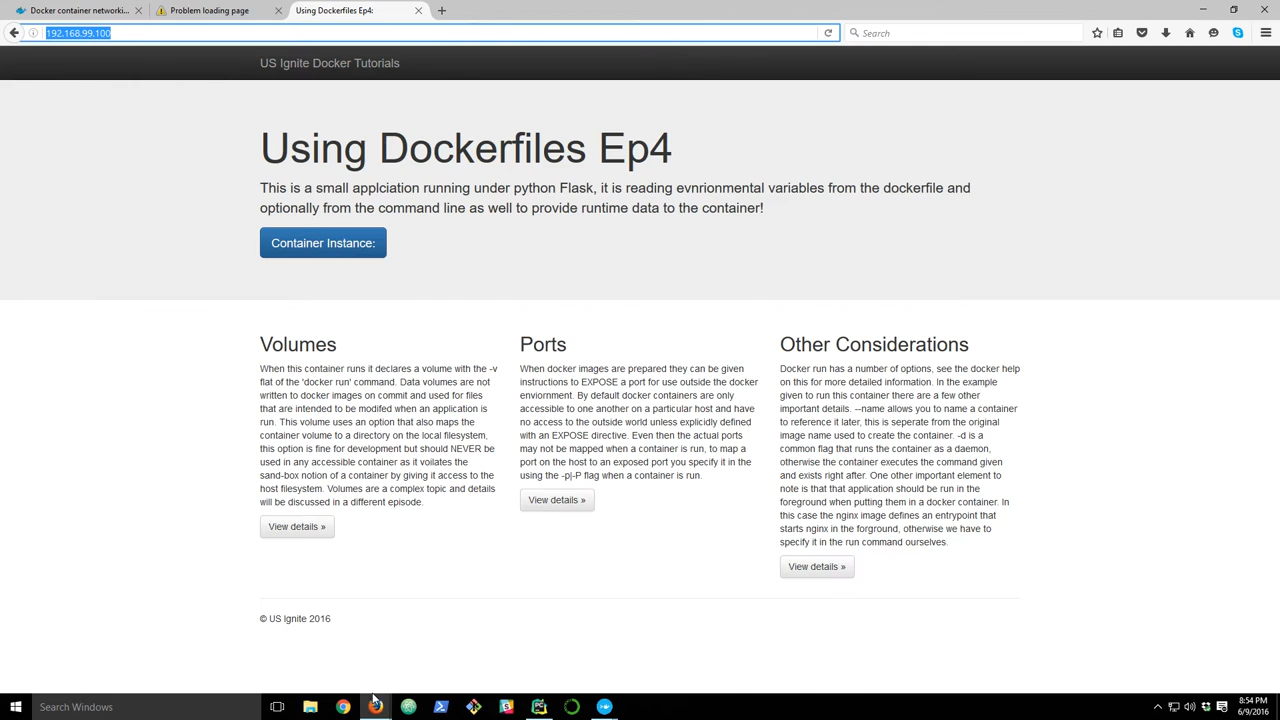 Docker container networki...
Problem loading page
Using Dockerfiles Ep4:
192.168.99.100
Search
US Ignite Docker Tutorials
Using Dockerfiles Ep4
This is a small applciation running under python Flask, it is reading evnrionmental variables from the dockerfile and
optionally from the command line as well to provide runtime data to the container!
Container Instance:
Volumes
When this container runs it declares a volume with the -v
flat of the 'docker run' command. Data volumes are not
written to docker images on commit and used for files
that are intended to be modifed when an application is
run. This volume uses an option that also maps the
container volume to a directory on the local filesystem,
this option is fine for development but should NEVER be
used in any accessible container as it voilates the
sand-box notion of a container by giving it access to the
host filesystem. Volumes are a complex topic and details
will be discussed in a different episode.
View details »
Ports
When docker images are prepared they can be given
instructions to EXPOSE a port for use outside the docker
enviornment. By default docker containers are only
accessible to one another on a particular host and have
no access to the outside world unless explicitly defined
with an EXPOSE directive. Even then the actual ports
may not be mapped when a container is run, to map a
port on the host to an exposed port you specify it in the
using the -p|-P flag when a container is run.
View details »
Other Considerations
Docker run has a number of options, see the docker help
on this for more detailed information. In the example
given to run this container there are a few other
important details. --name allows you to name a container
to reference it later, this is seperate from the original
image name used to create the container. -d is a
common flag that runs the container as a daemon,
otherwise the container executes the command given
and exists right after. One other important element to
note is that that application should be run in the
foreground when putting them in a docker container. In
this case the nginx image defines an entrypoint that
starts nginx in the forground, otherwise we have to
specify it in the run command ourselves.
View details »
© US Ignite 2016
Search Windows
8:54 PM
6/9/2016